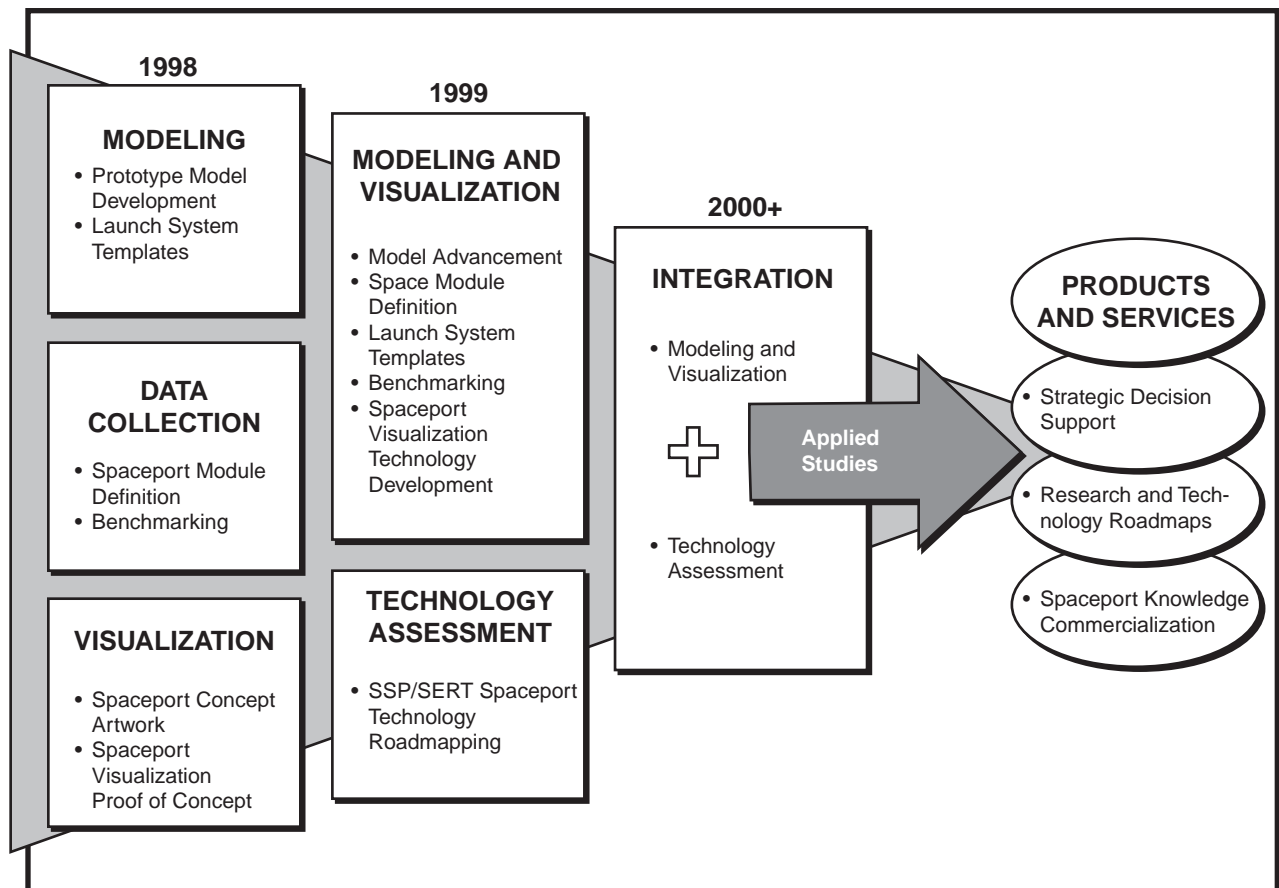 1998
MODELING
• Prototype Model
Development
• Launch System
Templates
DATA
COLLECTION
• Spaceport Module
Definition
• Benchmarking
VISUALIZATION
• Spaceport Concept
Artwork
• Spaceport
Visualization
Proof of Concept
1999
MODELING AND
VISUALIZATION
• Model Advancement
• Space Module
Definition
• Launch System
Templates
• Benchmarking
• Spaceport
Visualization
Technology
Development
TECHNOLOGY
ASSESSMENT
• SSP/SERT Spaceport
Technology
Roadmapping
2000+
INTEGRATION
• Modeling and
Visualization
+
• Technology
Assessment
Applied
Studies
PRODUCTS
AND SERVICES
• Strategic Decision
Support
• Research and Tech-
nology Roadmaps
• Spaceport Knowledge
Commercialization